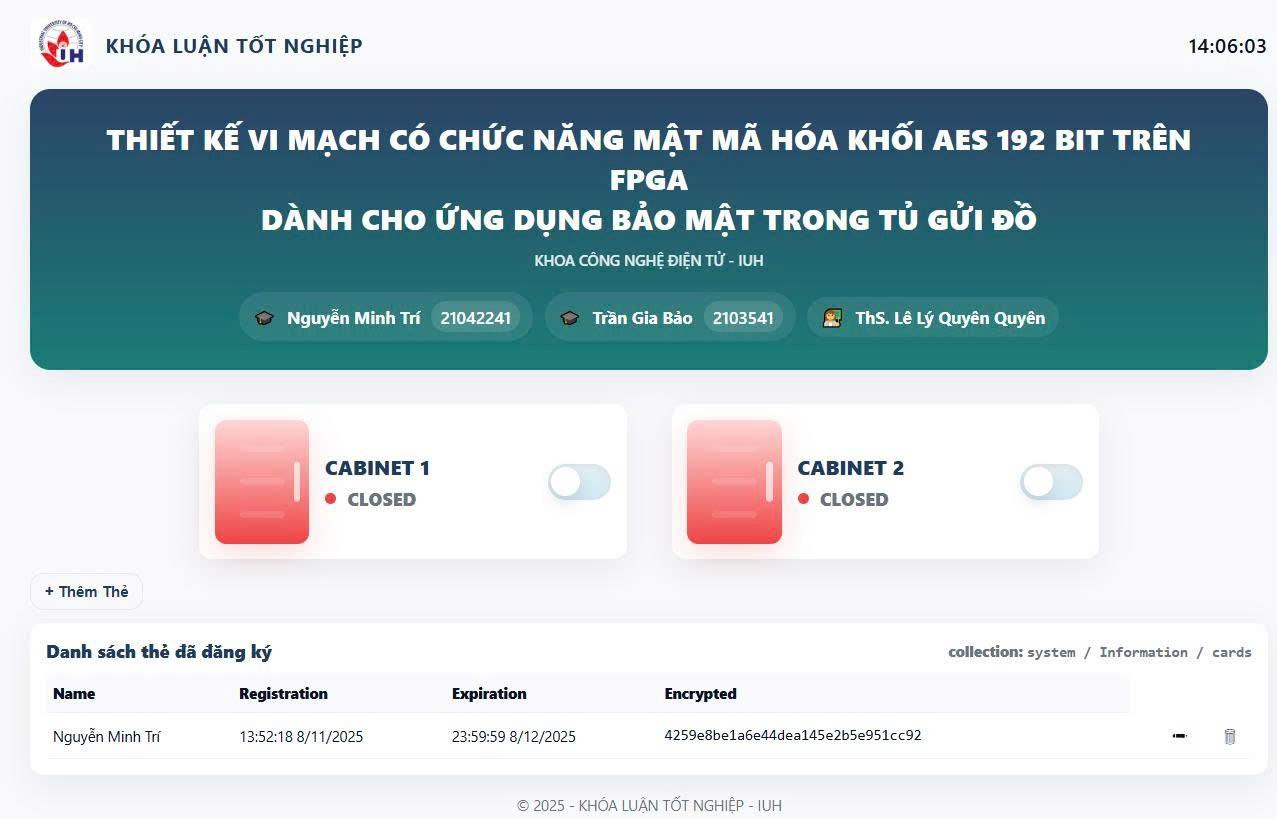 KHÓA LUẬN TỐT NGHIỆP
14:06:03
THIẾT KẾ VI MẠCH CÓ CHỨC NĂNG MẬT MÃ HÓA KHỐI AES 192 BIT TRÊN
FPGA
DÀNH CHO ỨNG DỤNG BẢO MẬT TRONG TỦ GỬI ĐỒ
KHOA CÔNG NGHỆ ĐIỆN TỬ - IUH
Nguyễn Minh Trí 21042241 Trần Gia Bảo 2103541 ThS. Lê Lý Quyên Quyên
CABINET 1
CLOSED
CABINET 2
CLOSED
+ Thêm Thẻ
Danh sách thẻ đã đăng ký
collection: system / Information / cards
Name Registration Expiration Encrypted
Nguyễn Minh Trí 13:52:18 8/11/2025 23:59:59 8/12/2025 4259e8be1a6e44dea145e2b5e951cc92
© 2025 - KHÓA LUẬN TỐT NGHIỆP - IUH